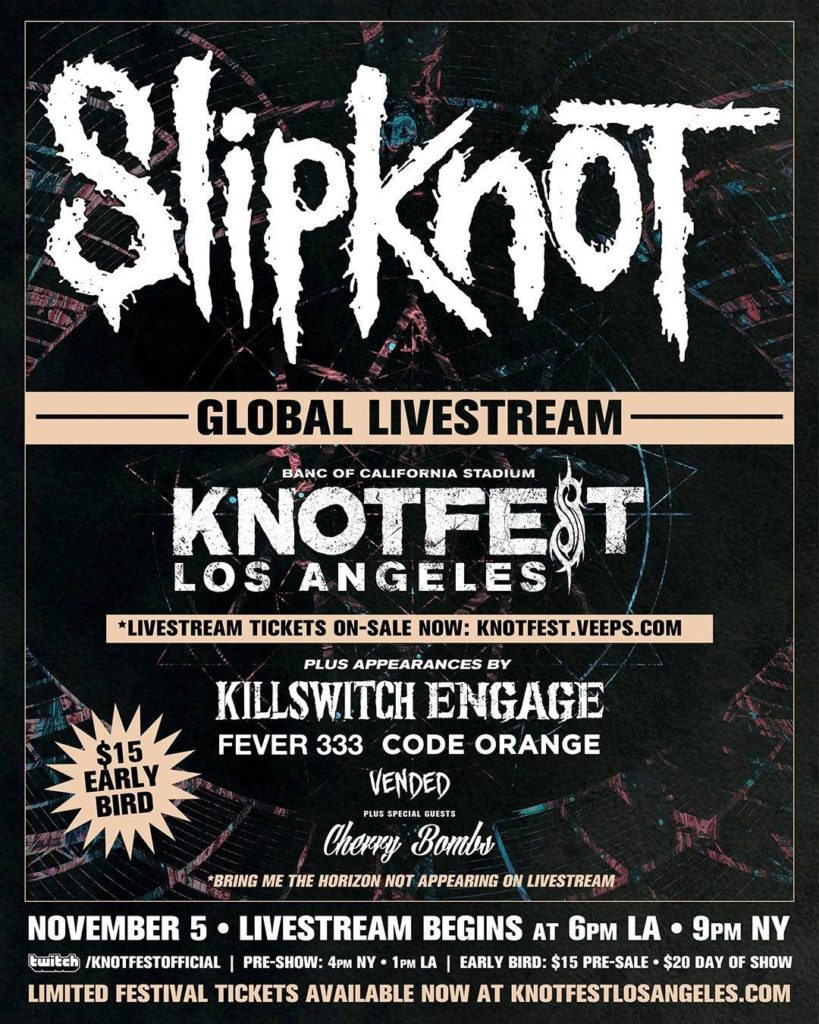 Slipknot
GLOBAL LIVESTREAM
BANC OF CALIFORNIA STADIUM
KNOTFEST
LOS ANGELES
*LIVESTREAM TICKETS ON-SALE NOW: KNOTFEST.VEEPS.COM
PLUS APPEARANCES BY
KILLSWITCH ENGAGE
FEVER 333 CODE ORANGE
VENDED
PLUS SPECIAL GUESTS
Cherry Bombs
*BRING ME THE HORIZON NOT APPEARING ON LIVESTREAM
$15
EARLY
BIRD
NOVEMBER 5 • LIVESTREAM BEGINS AT 6PM LA • 9PM NY
twitch /KNOTFESTOFFICIAL | PRE-SHOW: 4PM NY • 1PM LA | EARLY BIRD: $15 PRE-SALE • $20 DAY OF SHOW
LIMITED FESTIVAL TICKETS AVAILABLE NOW AT KNOTFESTLOSANGELES.COM